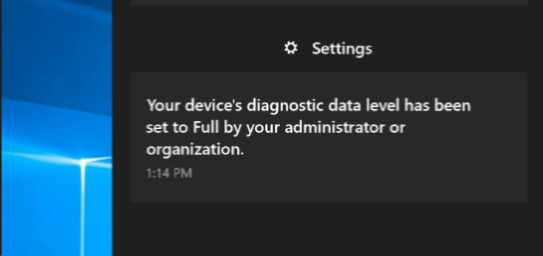 Settings
Your device's diagnostic data level has been
set to Full by your administrator or
organization.
1:14 PM